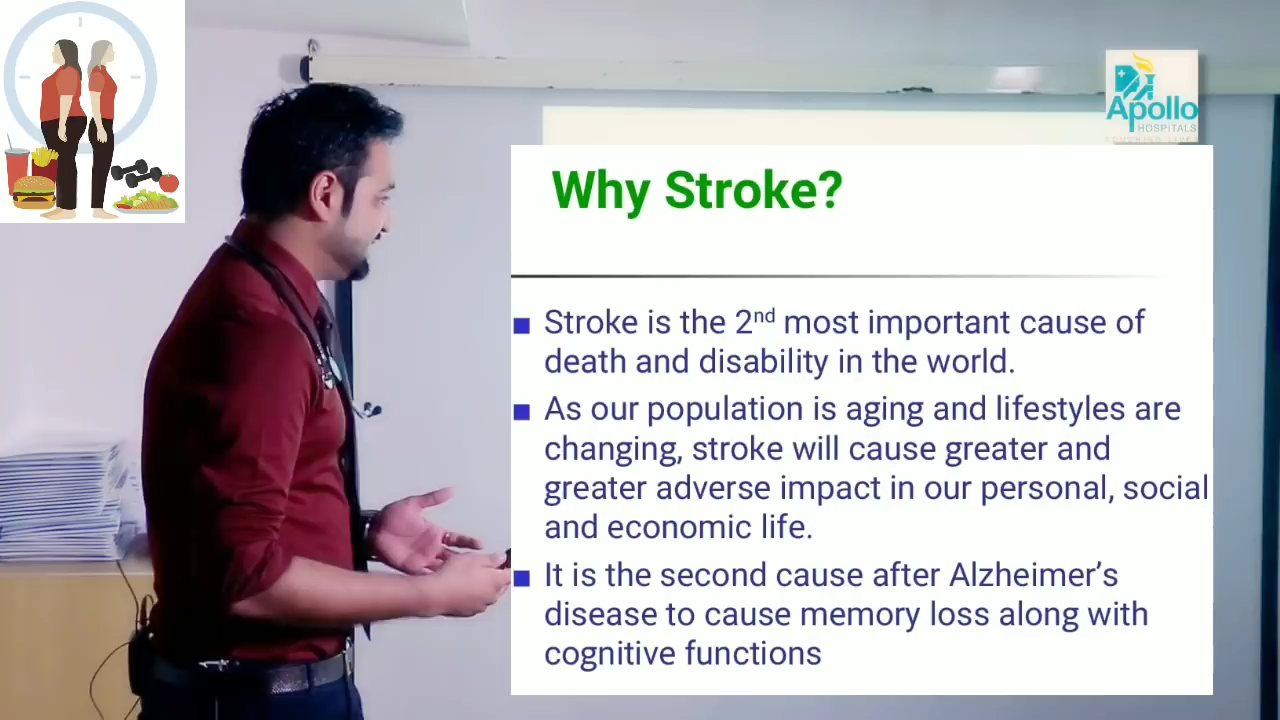 Apollo
HOSPITALS
TOUCHING LIVES
Why Stroke?
Stroke is the 2nd most important cause of
death and disability in the world.
As our population is aging and lifestyles are
changing, stroke will cause greater and
greater adverse impact in our personal, social
and economic life.
It is the second cause after Alzheimer’s
disease to cause memory loss along with
cognitive functions